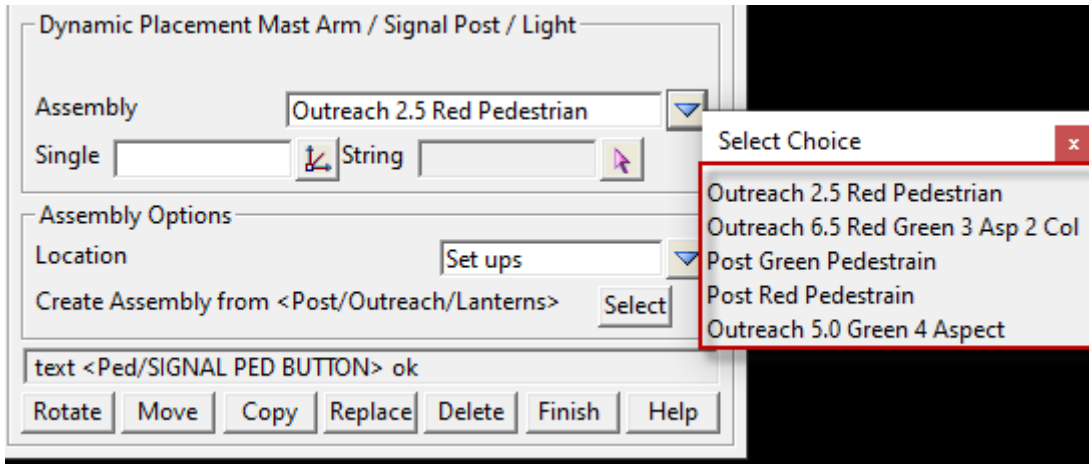 Dynamic Placement Mast Arm / Signal Post / Light
Assembly Outreach 2.5 Red Pedestrian
Single String
Assembly Options
Location Set ups
Create Assembly from <Post/Outreach/Lanterns> Select
text <Ped/SIGNAL PED BUTTON> ok
Rotate Move Copy Replace Delete Finish Help
Select Choice x
Outreach 2.5 Red Pedestrian
Outreach 6.5 Red Green 3 Asp 2 Col
Post Green Pedestrain
Post Red Pedestrain
Outreach 5.0 Green 4 Aspect